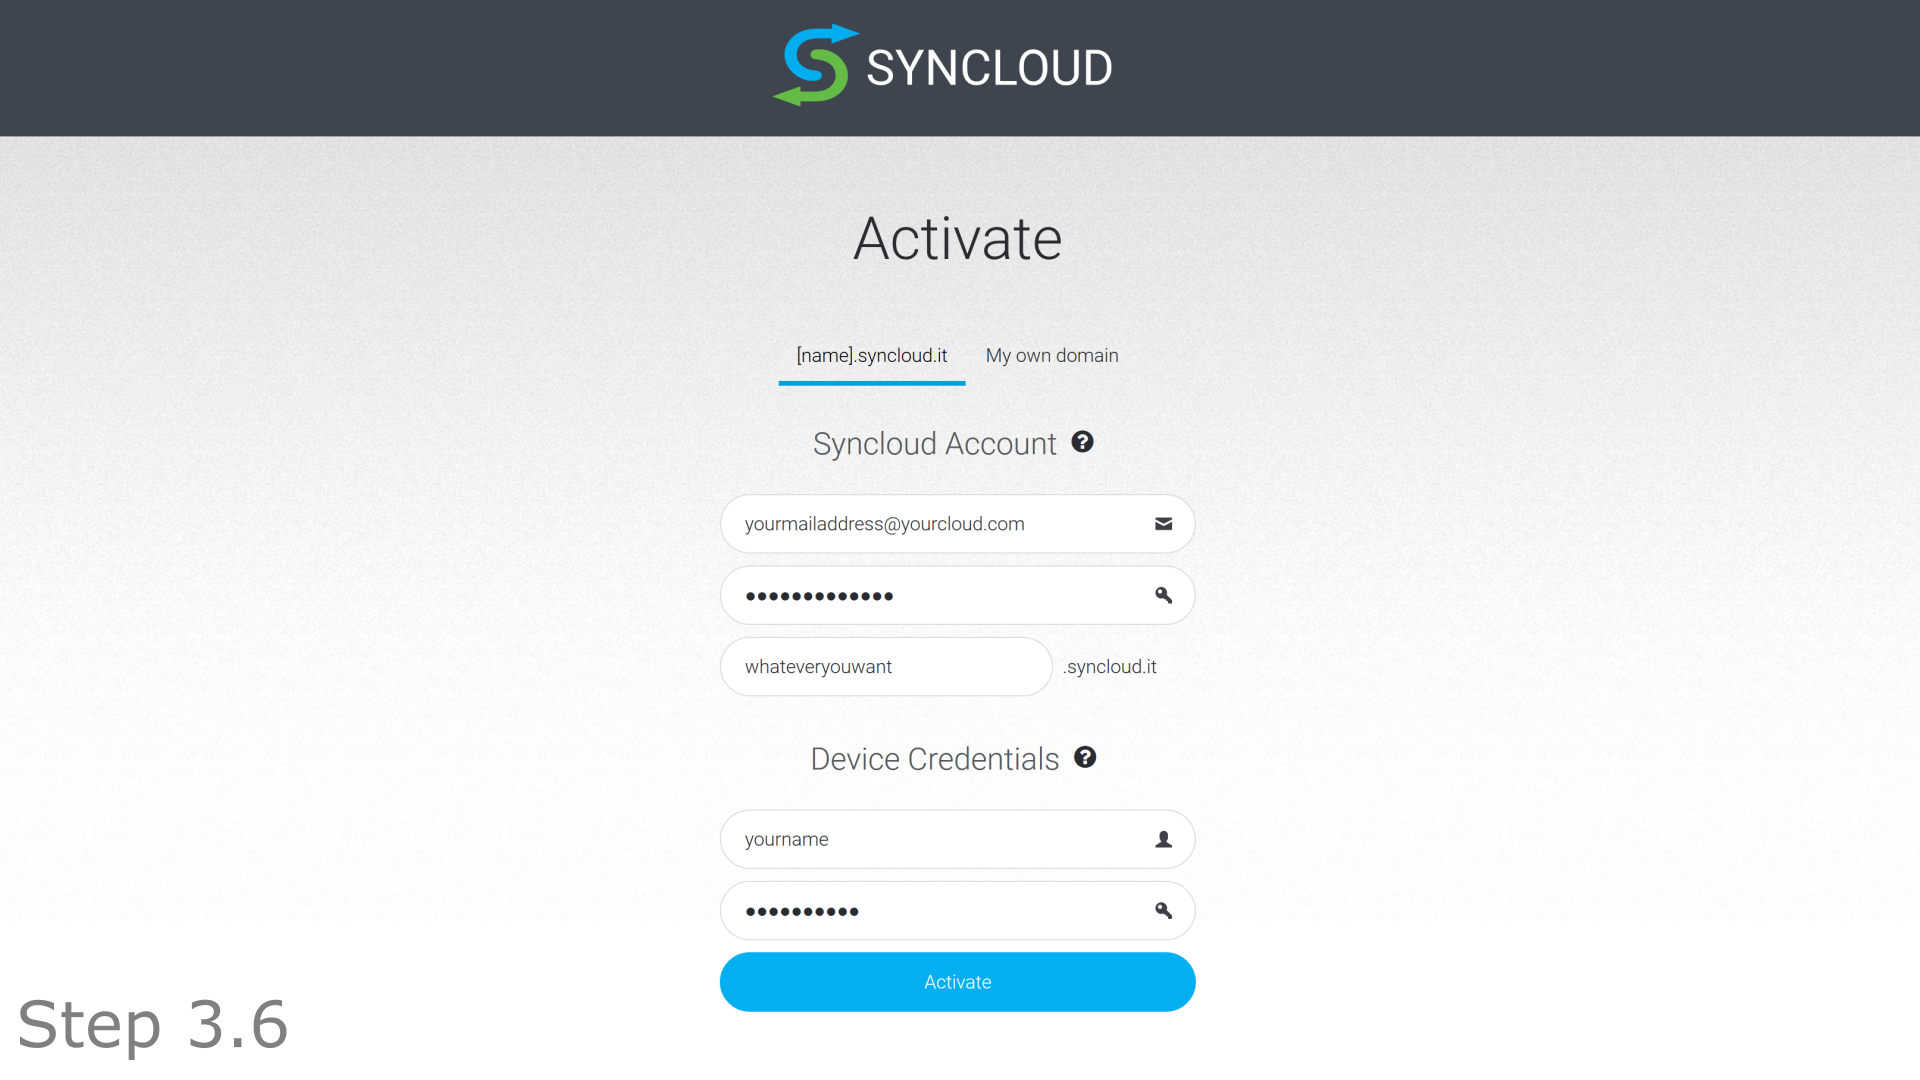 SYNCLOUD
Activate
[name].syncloud.it My own domain
Syncloud Account ?
yourmailaddress@yourcloud.com
•••••••••••••
whateveryouwant .syncloud.it
Device Credentials ?
yourname
••••••••••
Activate
Step 3.6